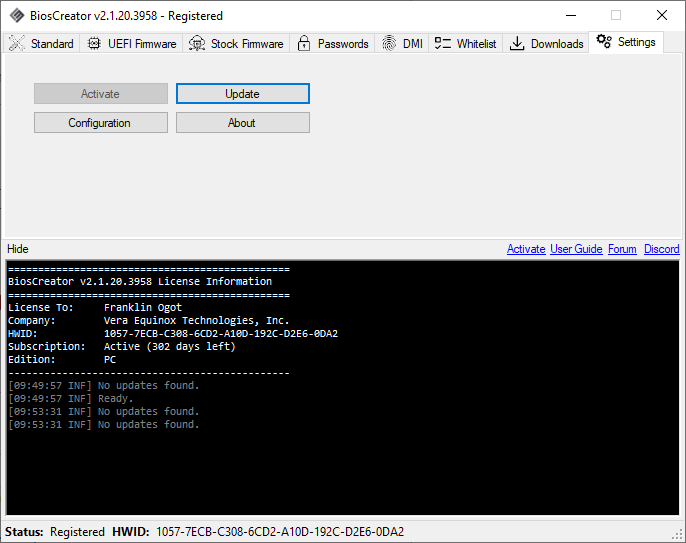 BiosCreator v2.1.20.3958 - Registered
Standard UEFI Firmware Stock Firmware Passwords DMI Whitelist Downloads Settings
Activate Update
Configuration About
Hide Activate User Guide Forum Discord
===============================================
BiosCreator v2.1.20.3958 License Information
===============================================
License To: Franklin Ogot
Company: Vera Equinox Technologies, Inc.
HWID: 1057-7ECB-C308-6CD2-A10D-192C-D2E6-0DA2
Subscription: Active (302 days left)
Edition: PC
-----------------------------------------------
[09:49:57 INF] No updates found.
[09:49:57 INF] Ready.
[09:53:31 INF] No updates found.
[09:53:31 INF] No updates found.
Status: Registered HWID: 1057-7ECB-C308-6CD2-A10D-192C-D2E6-0DA2